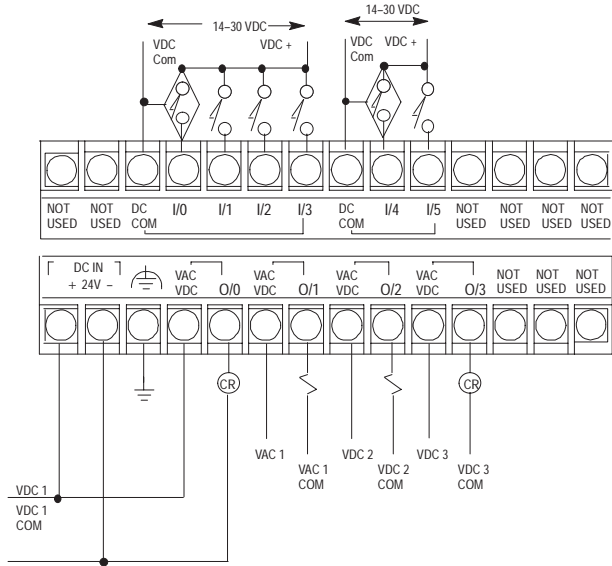 14–30 VDC
14–30 VDC
VDC
Com
VDC +
VDC
Com
VDC +
NOT
USED
NOT
USED
DC
COM
I/0
I/1
I/2
I/3
DC
COM
I/4
I/5
NOT
USED
NOT
USED
NOT
USED
NOT
USED
DC IN
+ 24V –
VAC
VDC
O/0
VAC
VDC
O/1
VAC
VDC
O/2
VAC
VDC
O/3
NOT
USED
NOT
USED
NOT
USED
CR
CR
VAC 1
VAC 1
COM
VDC 2
VDC 2
COM
VDC 3
VDC 3
COM
VDC 1
VDC 1
COM